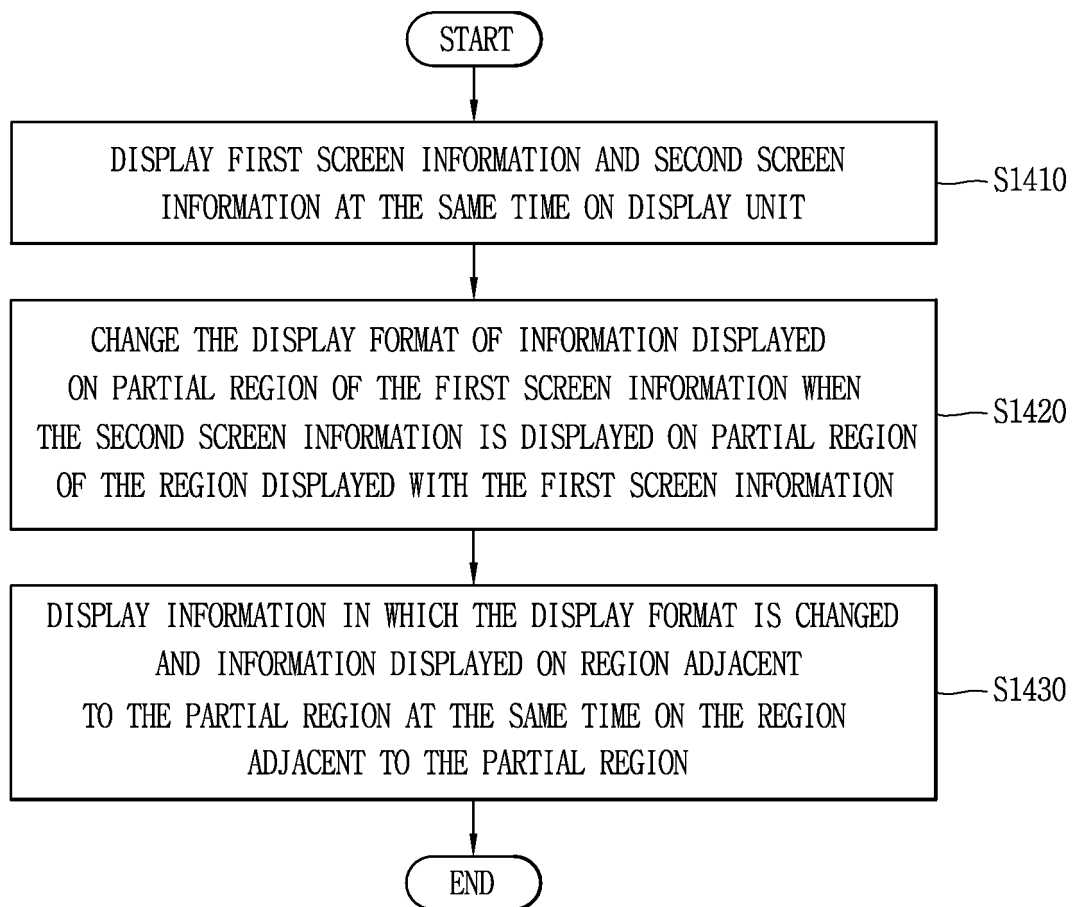 START
DISPLAY FIRST SCREEN INFORMATION AND SECOND SCREEN
INFORMATION AT THE SAME TIME ON DISPLAY UNIT
S1410
CHANGE THE DISPLAY FORMAT OF INFORMATION DISPLAYED
ON PARTIAL REGION OF THE FIRST SCREEN INFORMATION WHEN
THE SECOND SCREEN INFORMATION IS DISPLAYED ON PARTIAL REGION
OF THE REGION DISPLAYED WITH THE FIRST SCREEN INFORMATION
S1420
DISPLAY INFORMATION IN WHICH THE DISPLAY FORMAT IS CHANGED
AND INFORMATION DISPLAYED ON REGION ADJACENT
TO THE PARTIAL REGION AT THE SAME TIME ON THE REGION
ADJACENT TO THE PARTIAL REGION
S1430
END